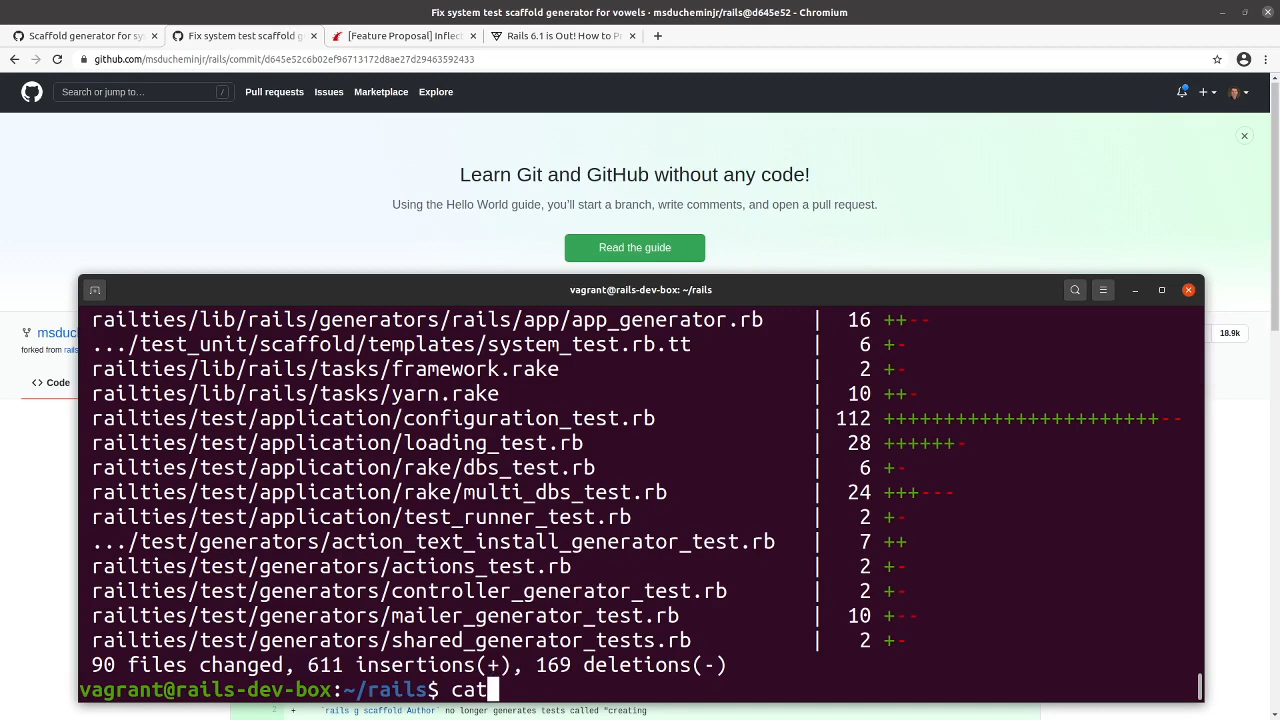 Fix system test scaffold generator for vowels · msducheminjr/rails@d645e52 - Chromium
Scaffold generator for sy
Fix system test scaffold g
[Feature Proposal] Inflec
Rails 6.1 is Out! How to P
github.com/msducheminjr/rails/commit/d645e52c6b02ef96713172d8ae27d29463592433
Search or jump to…
/
Pull requests
Issues
Marketplace
Explore
Learn Git and GitHub without any code!
Using the Hello World guide, you’ll start a branch, write comments, and open a pull request.
Read the guide
vagrant@rails-dev-box: ~/rails
msduc
forked from rails
18.9k
Code
railties/lib/rails/generators/rails/app/app_generator.rb | 16 ++--
.../test_unit/scaffold/templates/system_test.rb.tt | 6 +-
railties/lib/rails/tasks/framework.rake | 2 +-
railties/lib/rails/tasks/yarn.rake | 10 ++-
railties/test/application/configuration_test.rb | 112 +++++++++++++++++++++++--
railties/test/application/loading_test.rb | 28 ++++++-
railties/test/application/rake/dbs_test.rb | 6 +-
railties/test/application/rake/multi_dbs_test.rb | 24 +++---
railties/test/application/test_runner_test.rb | 2 +-
.../test/generators/action_text_install_generator_test.rb | 7 ++
railties/test/generators/actions_test.rb | 2 +-
railties/test/generators/controller_generator_test.rb | 2 +-
railties/test/generators/mailer_generator_test.rb | 10 +--
railties/test/generators/shared_generator_tests.rb | 2 +-
90 files changed, 611 insertions(+), 169 deletions(-)
vagrant@rails-dev-box:~/rails$ cat
2 + `rails g scaffold Author` no longer generates tests called "creating